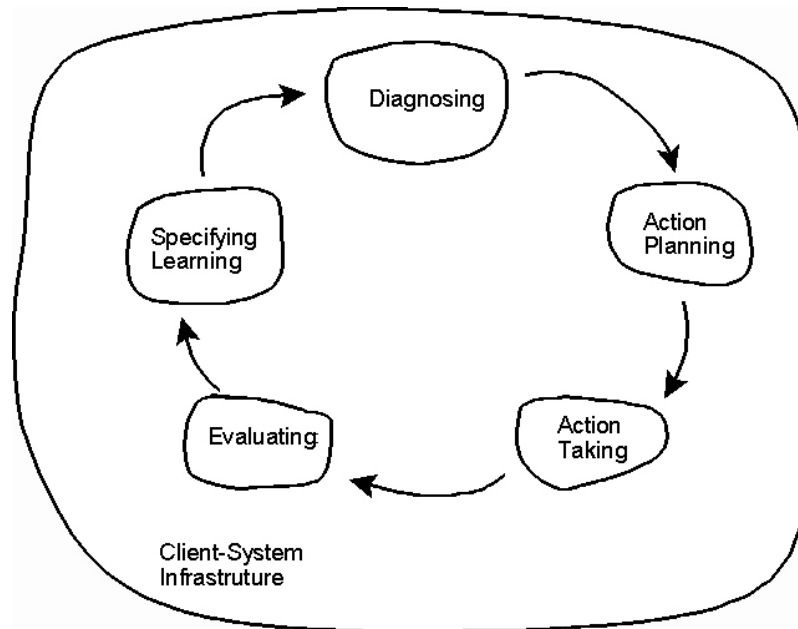 Diagnosing
Action
Planning
Action
Taking
Evaluating
Specifying
Learning
Client-System
Infrastruture